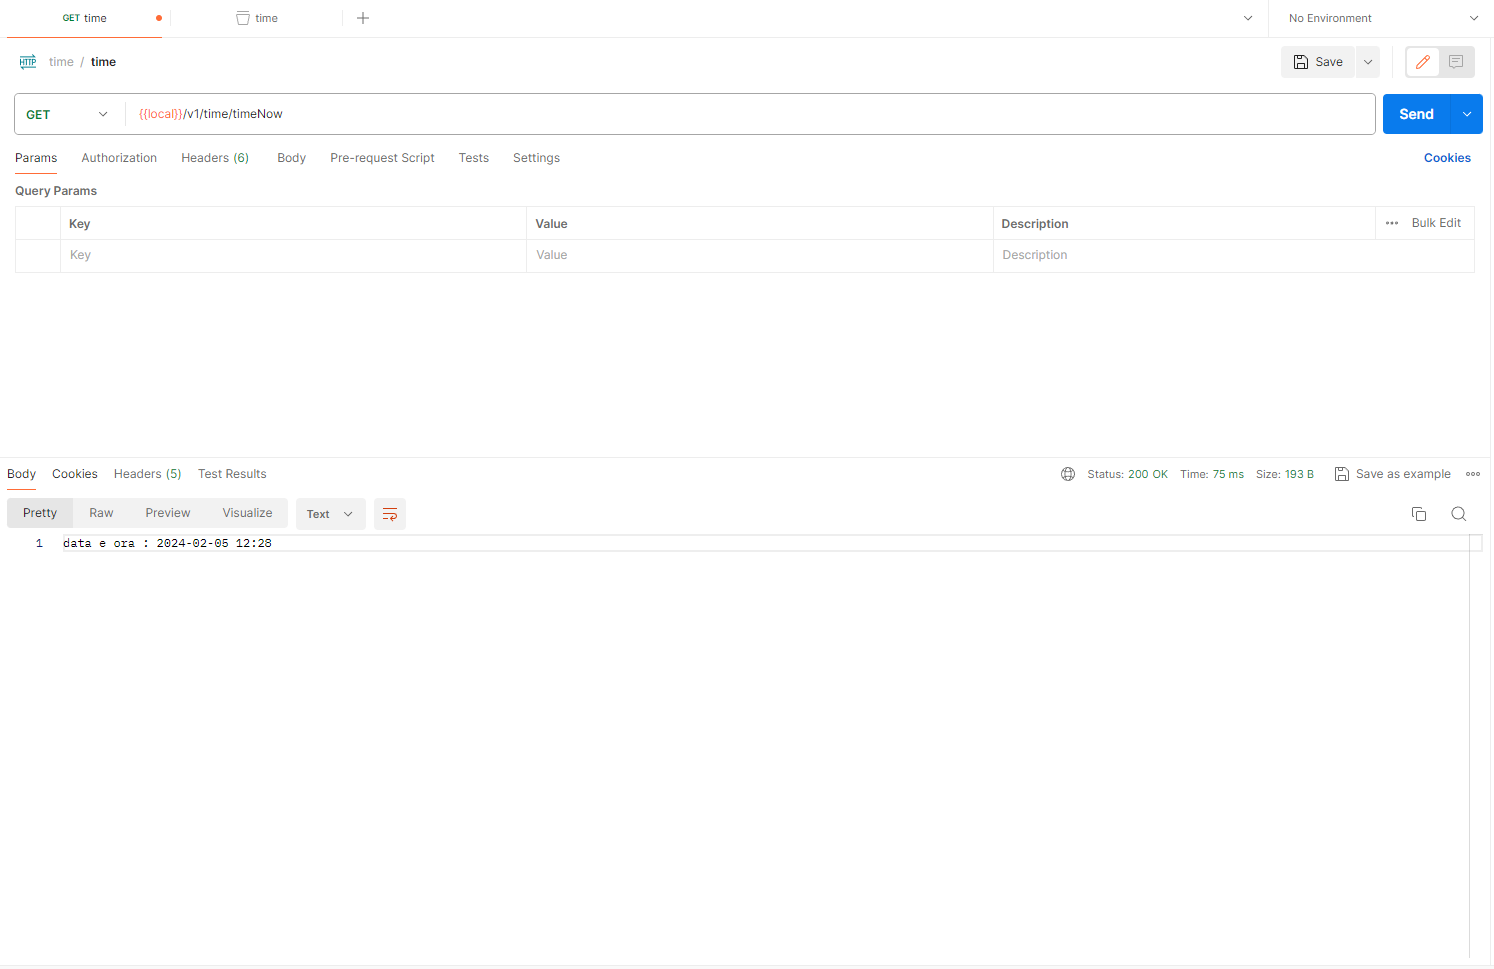 GET time
time
No Environment
HTTP time / time
Save
GET {{local}}/v1/time/timeNow
Send
Params Authorization Headers (6) Body Pre-request Script Tests Settings Cookies
Query Params
Key Value Description Bulk Edit
Key Value Description
Body Cookies Headers (5) Test Results Status: 200 OK Time: 75 ms Size: 193 B Save as example
Pretty Raw Preview Visualize Text
1 data e ora : 2024-02-05 12:28